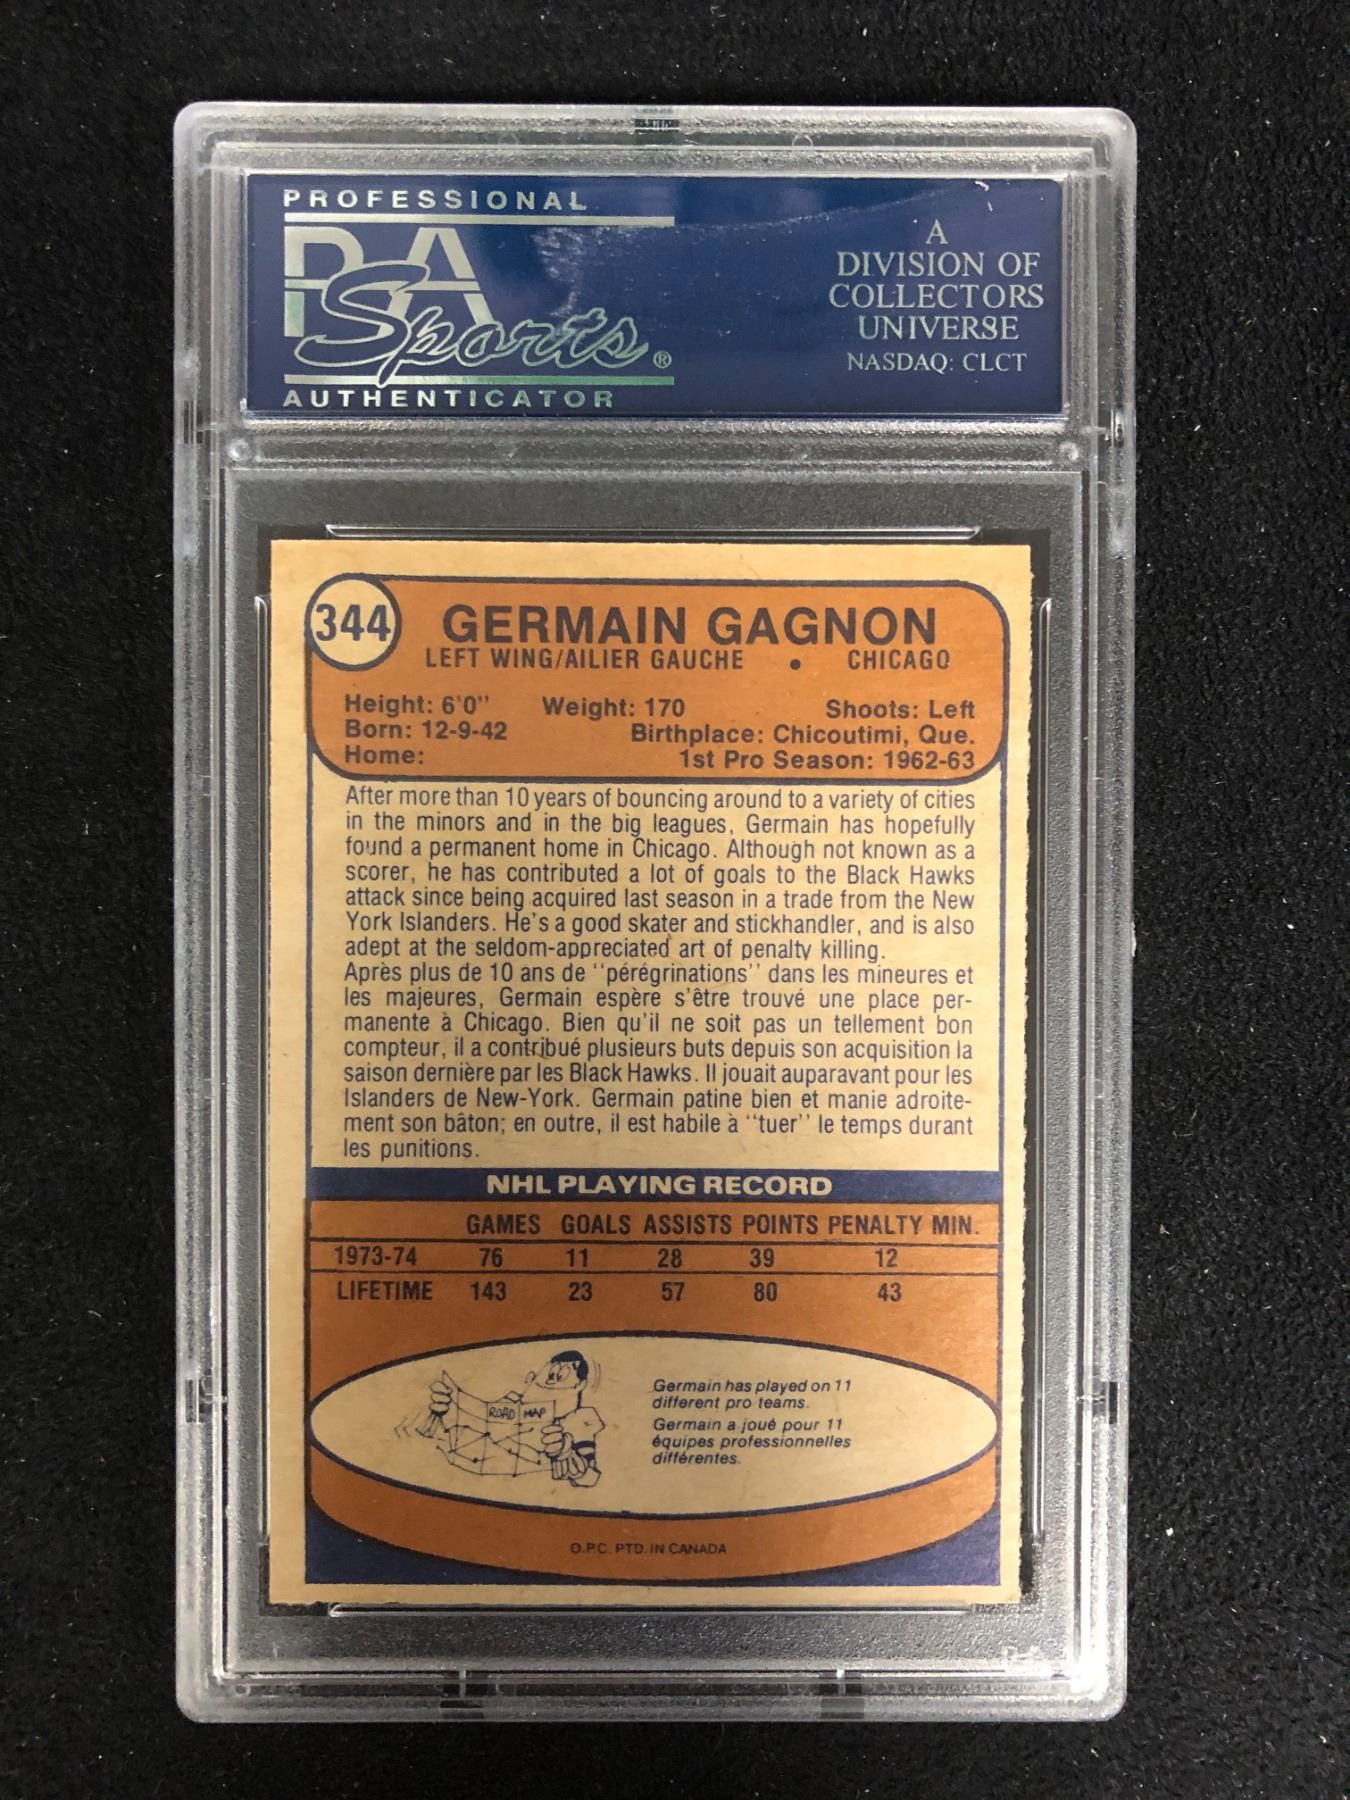 PROFESSIONAL
PSA
Sports®
AUTHENTICATOR
A
DIVISION OF
COLLECTORS
UNIVERSE
NASDAQ: CLCT
344
GERMAIN GAGNON
LEFT WING/AILIER GAUCHE • CHICAGO
Height: 6'0" Weight: 170 Shoots: Left
Born: 12-9-42 Birthplace: Chicoutimi, Que.
Home: 1st Pro Season: 1962-63
After more than 10 years of bouncing around to a variety of cities
in the minors and in the big leagues, Germain has hopefully
found a permanent home in Chicago. Although not known as a
scorer, he has contributed a lot of goals to the Black Hawks
attack since being acquired last season in a trade from the New
York Islanders. He's a good skater and stickhandler, and is also
adept at the seldom-appreciated art of penalty killing.
Après plus de 10 ans de "pérégrinations" dans les mineures et
les majeures, Germain espère s'être trouvé une place per-
manente à Chicago. Bien qu'il ne soit pas un tellement bon
compteur, il a contribué plusieurs buts depuis son acquisition la
saison dernière par les Black Hawks. Il jouait auparavant pour les
Islanders de New-York. Germain patine bien et manie adroite-
ment son bâton; en outre, il est habile à "tuer" le temps durant
les punitions.
NHL PLAYING RECORD
GAMES GOALS ASSISTS POINTS PENALTY MIN.
1973-74 76 11 28 39 12
LIFETIME 143 23 57 80 43
ROAD MAP
Germain has played on 11
different pro teams.
Germain a joué pour 11
équipes professionnelles
différentes.
O.P.C. PTD. IN CANADA